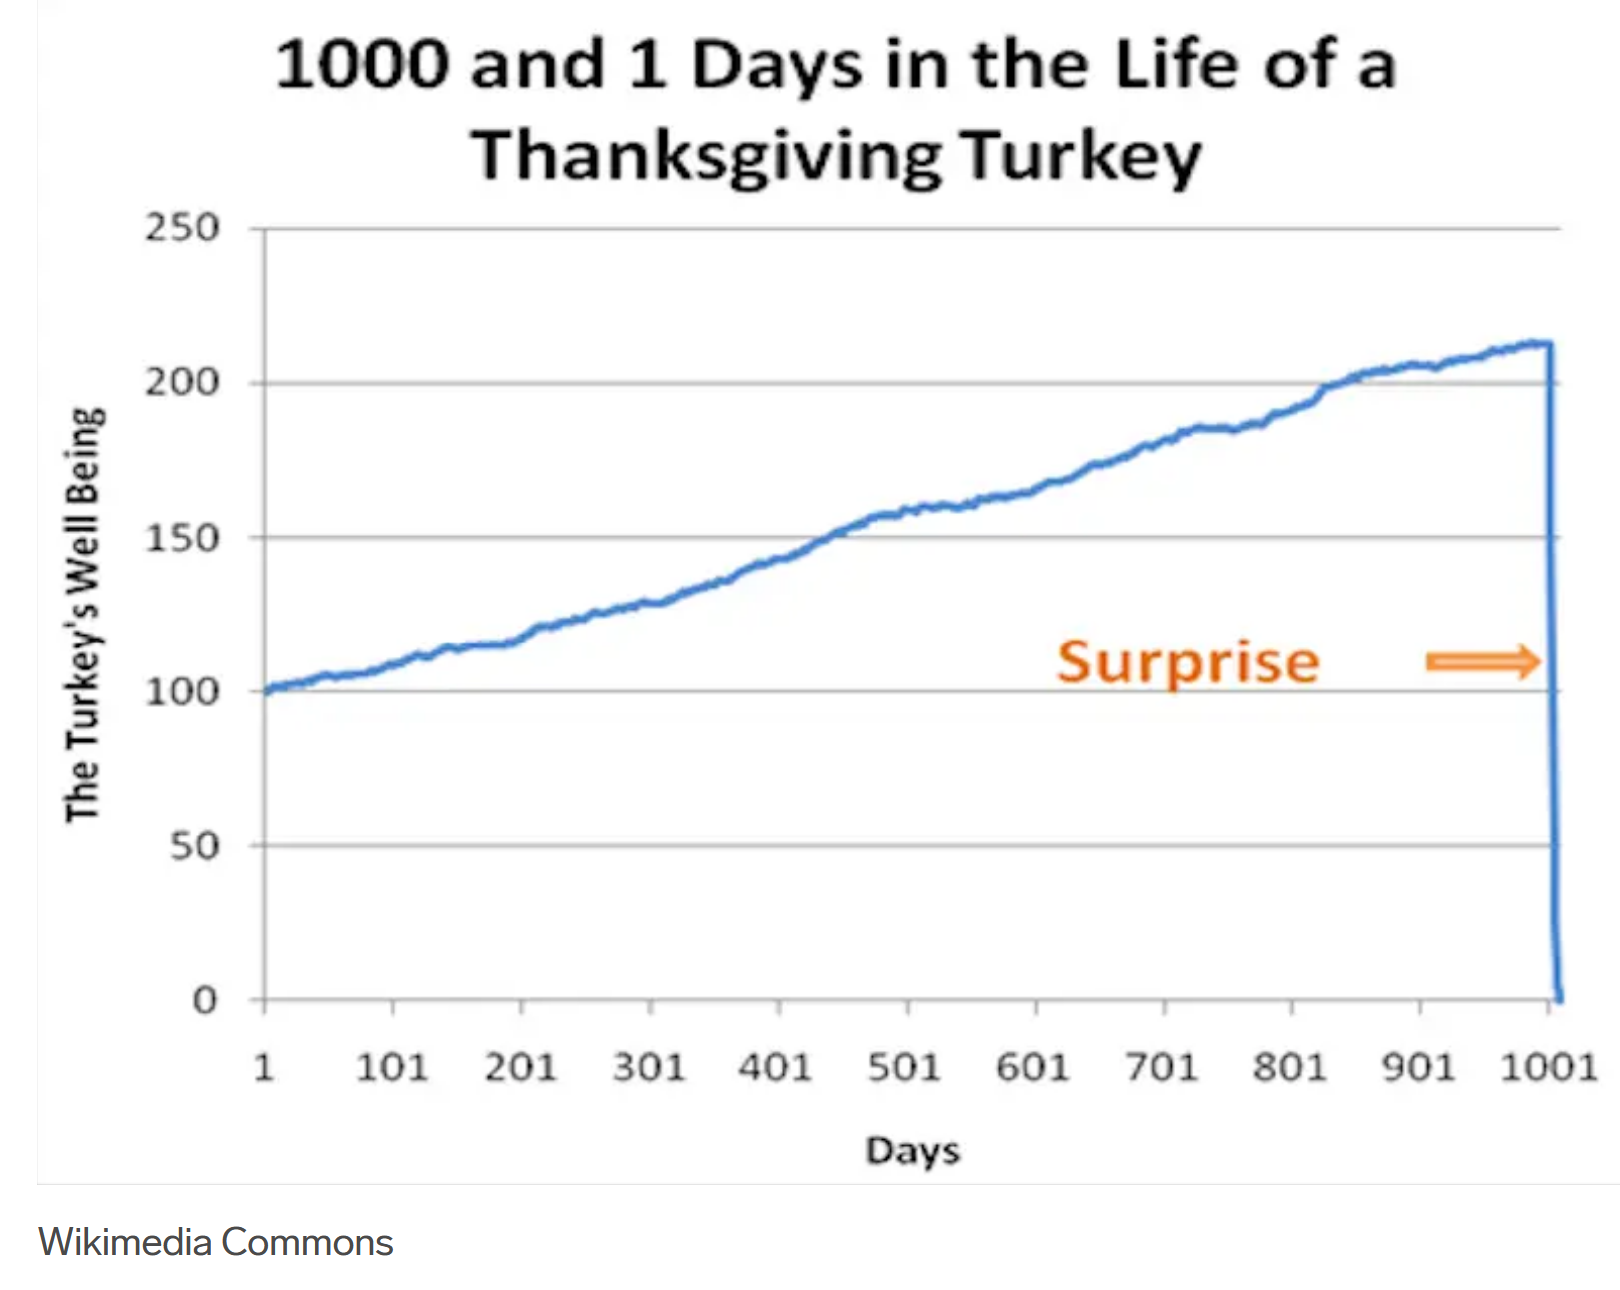 1000 and 1 Days in the Life of a
Thanksgiving Turkey
250
200
150
100
50
0
The Turkey's Well Being
Surprise
1 101 201 301 401 501 601 701 801 901 1001
Days
Wikimedia Commons